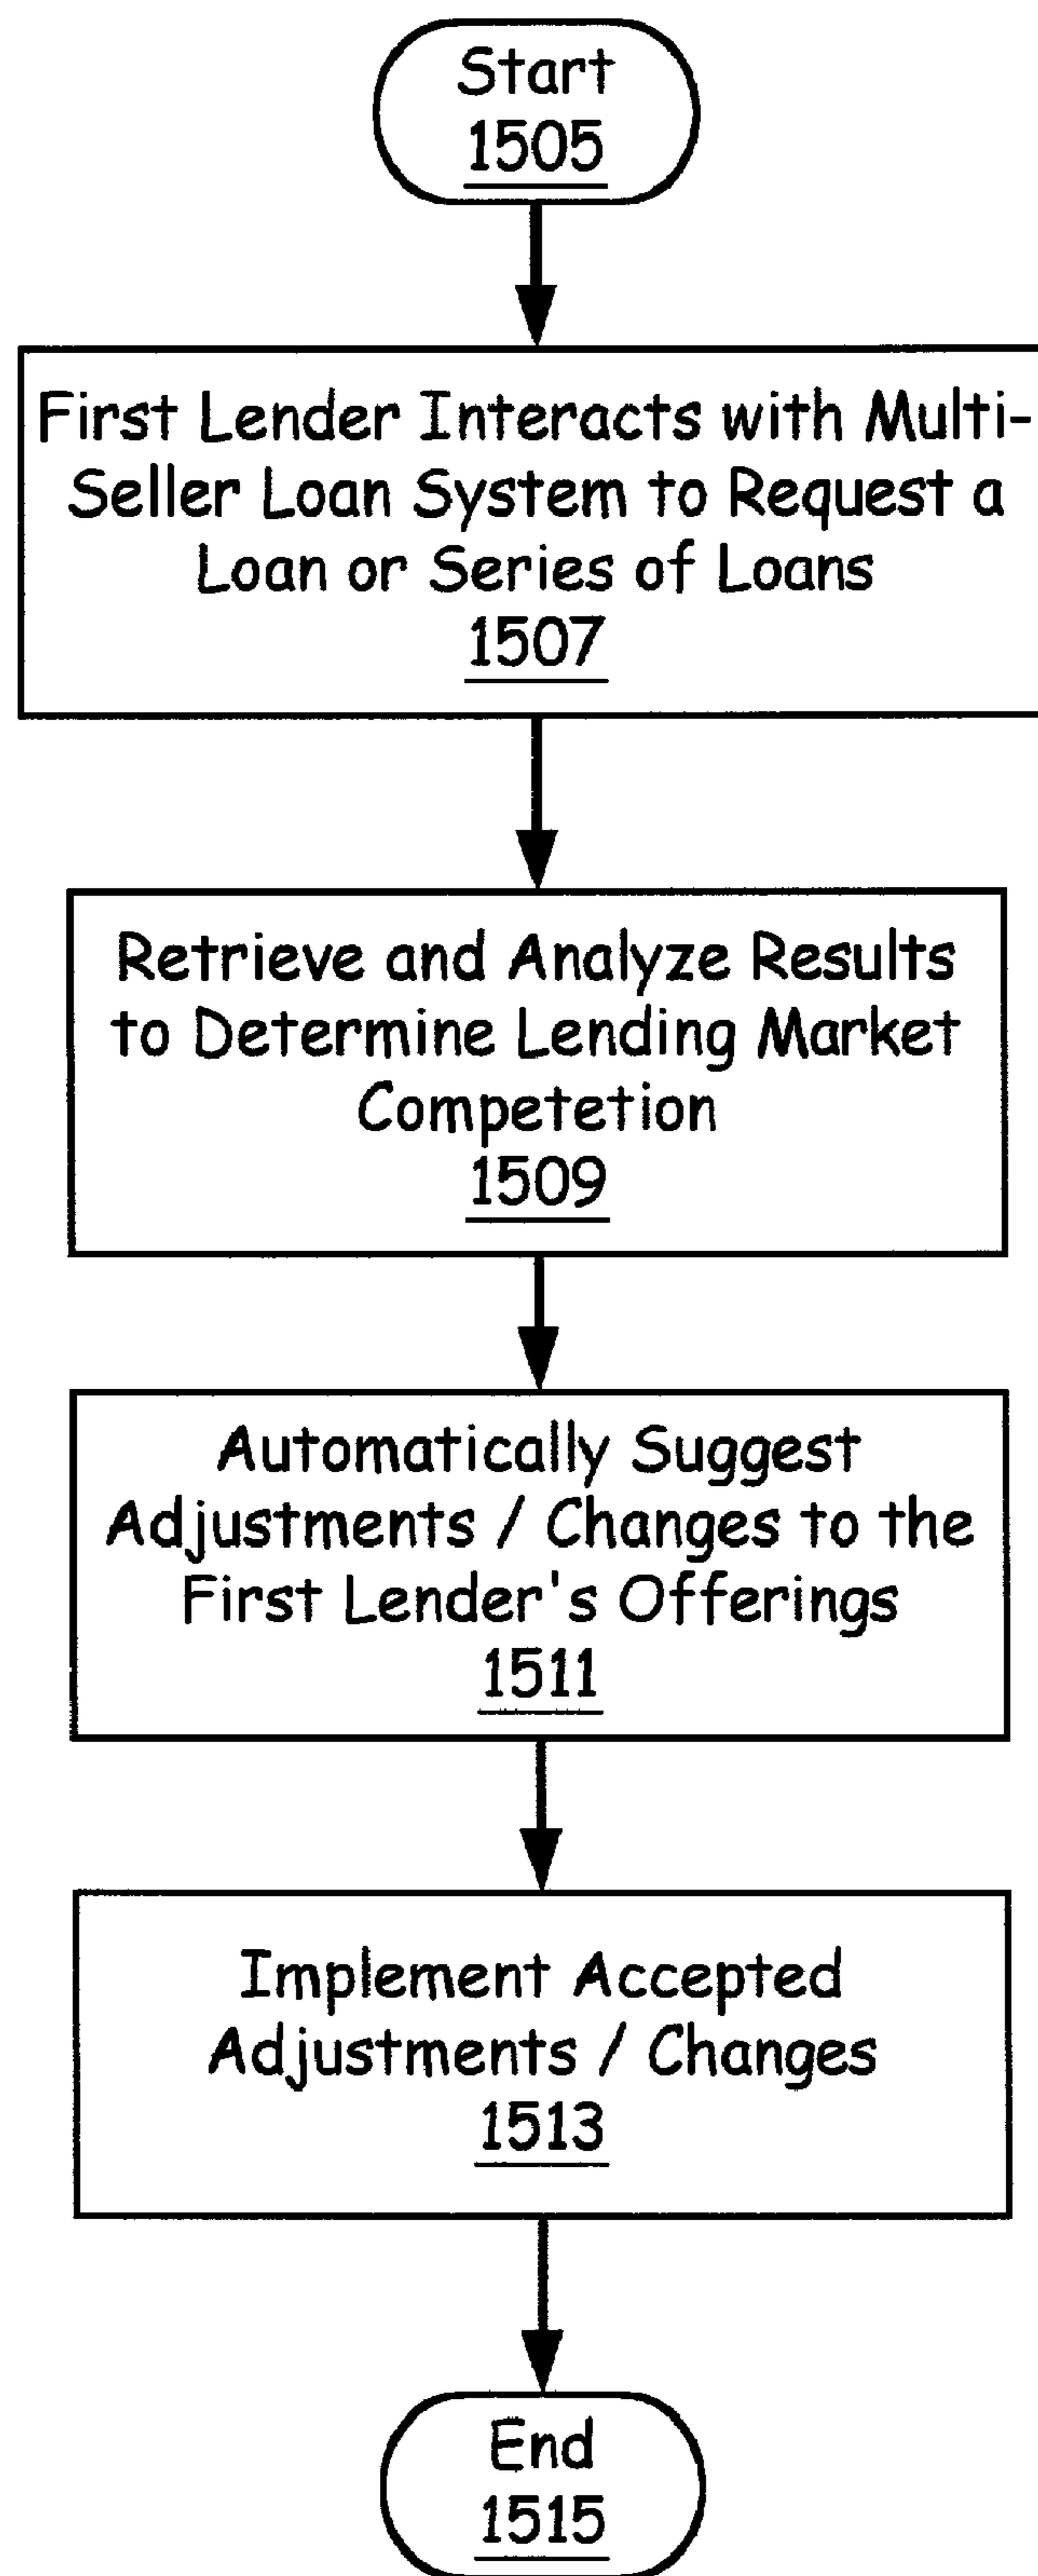 Start
1505
First Lender Interacts with Multi-
Seller Loan System to Request a
Loan or Series of Loans
1507
Retrieve and Analyze Results
to Determine Lending Market
Competetion
1509
Automatically Suggest
Adjustments / Changes to the
First Lender's Offerings
1511
Implement Accepted
Adjustments / Changes
1513
End
1515